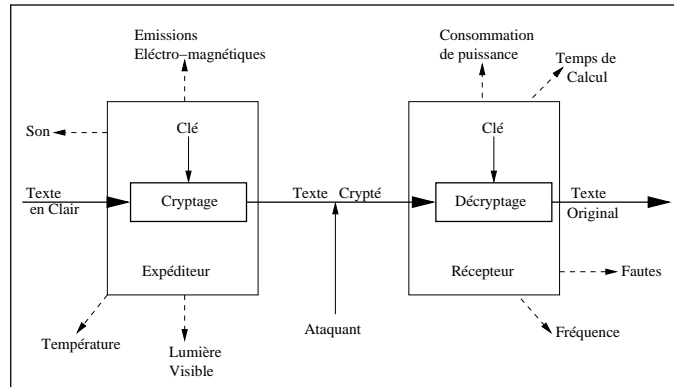 Emissions
Eléctro−magnétiques
Consommation
de puissance
Temps de
Calcul
Son
Clé
Clé
Texte
en Clair
Cryptage
Texte Crypté
Décryptage
Texte
Original
Expéditeur
Récepteur
Fautes
Température
Lumière
Visible
Ataquant
Fréquence